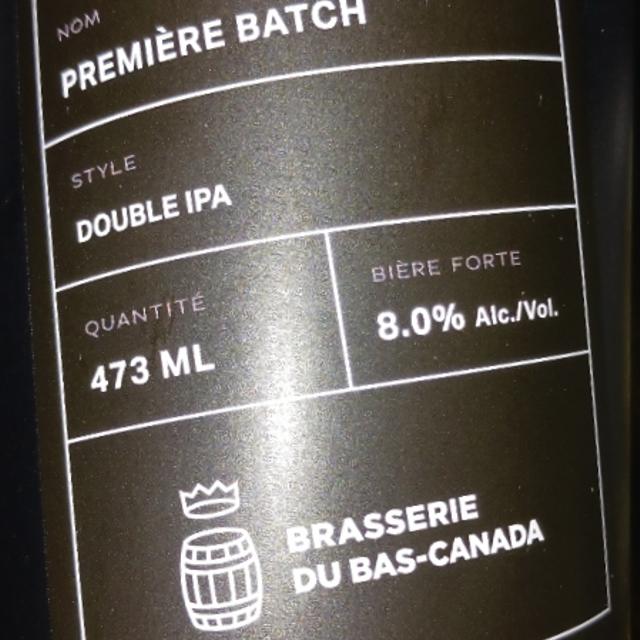 NOM
PREMIÈRE BATCH
STYLE
DOUBLE IPA
QUANTITÉ
473 ML
BIÈRE FORTE
8.0% Alc./Vol.
BRASSERIE
DU BAS-CANADA